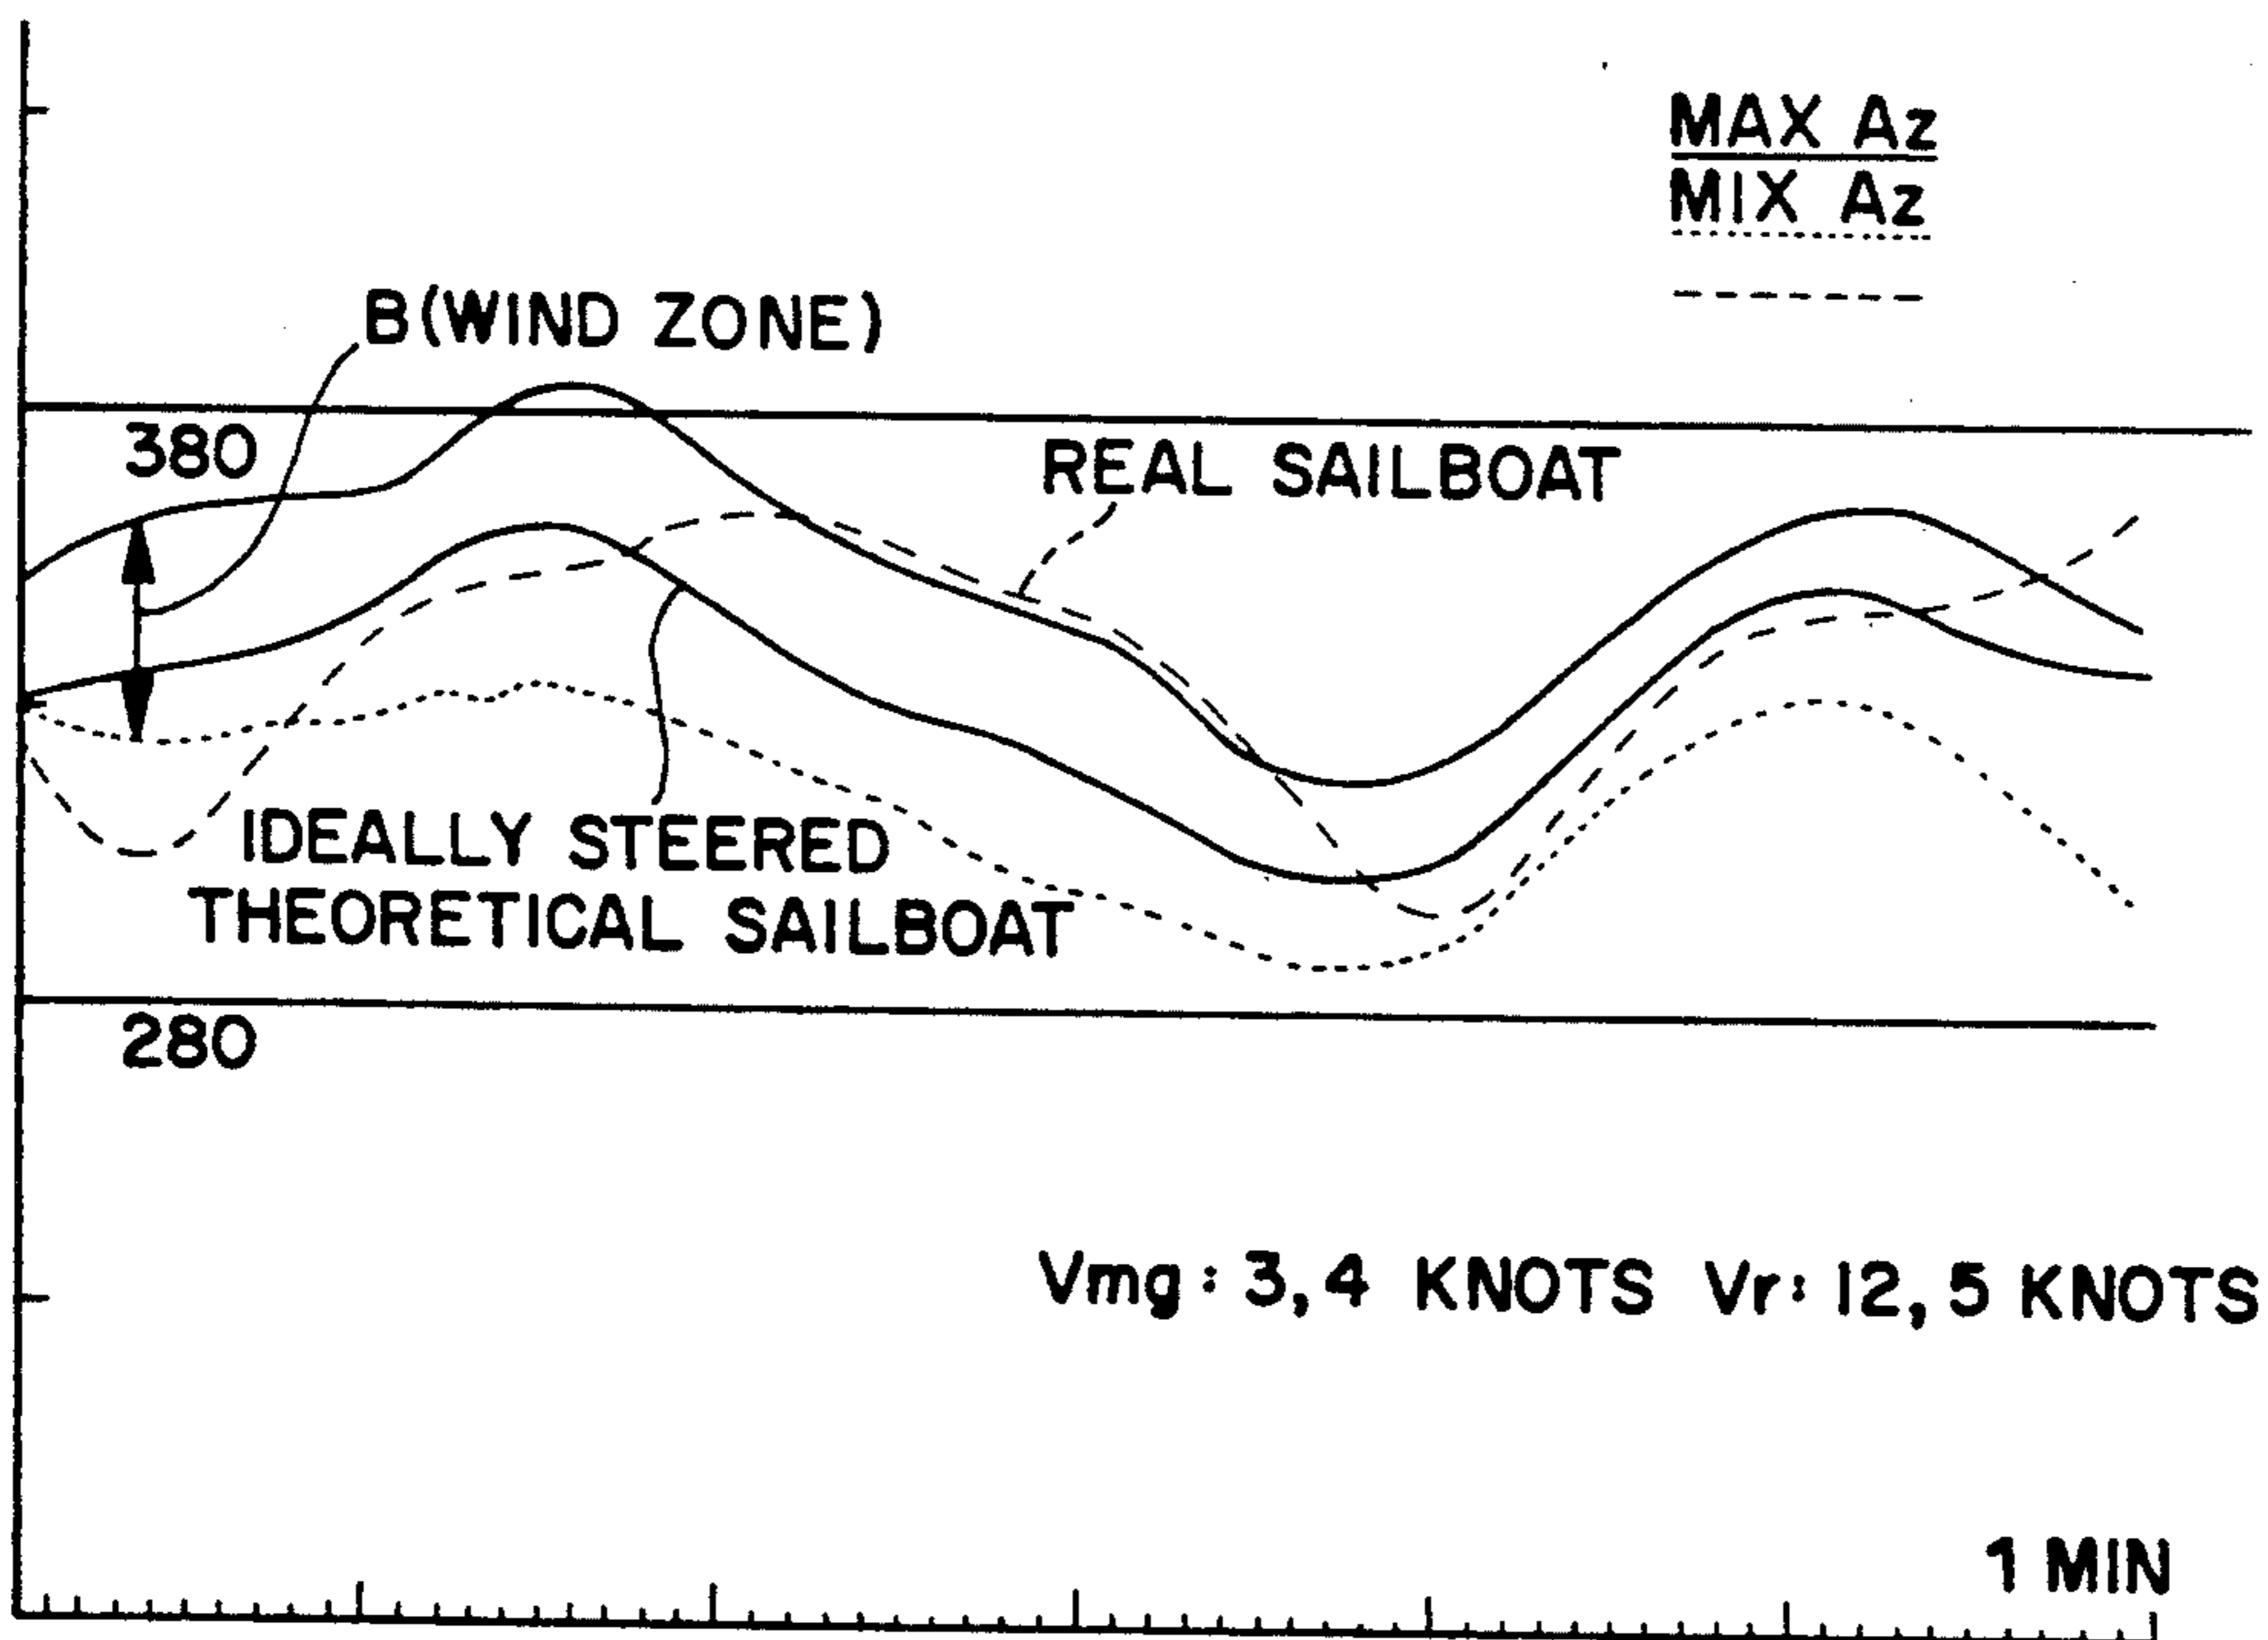 MAX Az
MIX Az
B(WIND ZONE)
380
REAL SAILBOAT
IDEALLY STEERED
THEORETICAL SAILBOAT
280
Vmg: 3,4 KNOTS Vr: 12,5 KNOTS
1 MIN